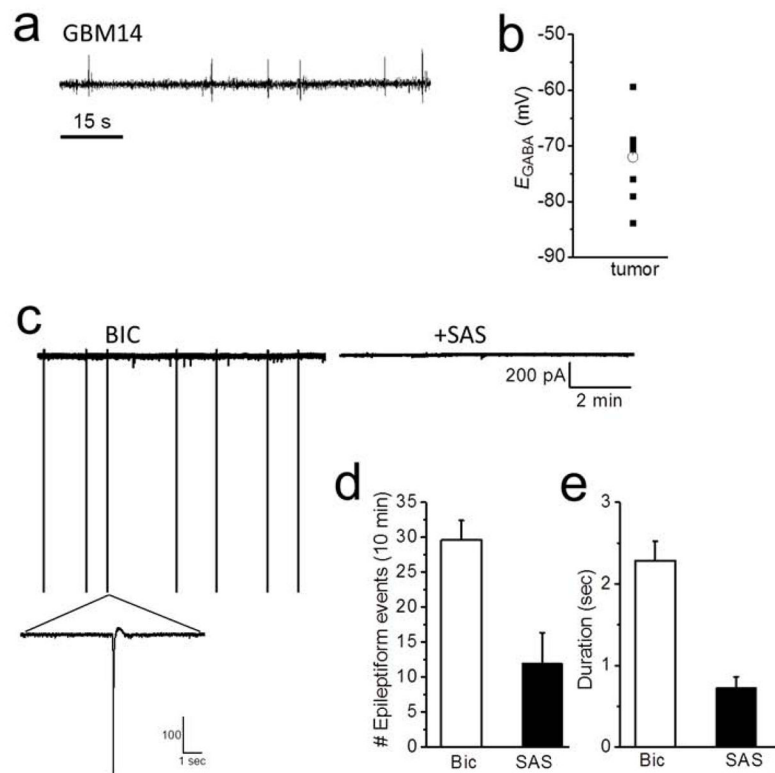 a
GBM14
15 s
b
-50
-60
-70
-80
-90
E_GABA (mV)
tumor
c
BIC
+SAS
200 pA
2 min
100
1 sec
d
35
30
25
20
15
10
5
0
# Epileptiform events (10 min)
Bic SAS
e
3
2
1
0
Duration (sec)
Bic SAS